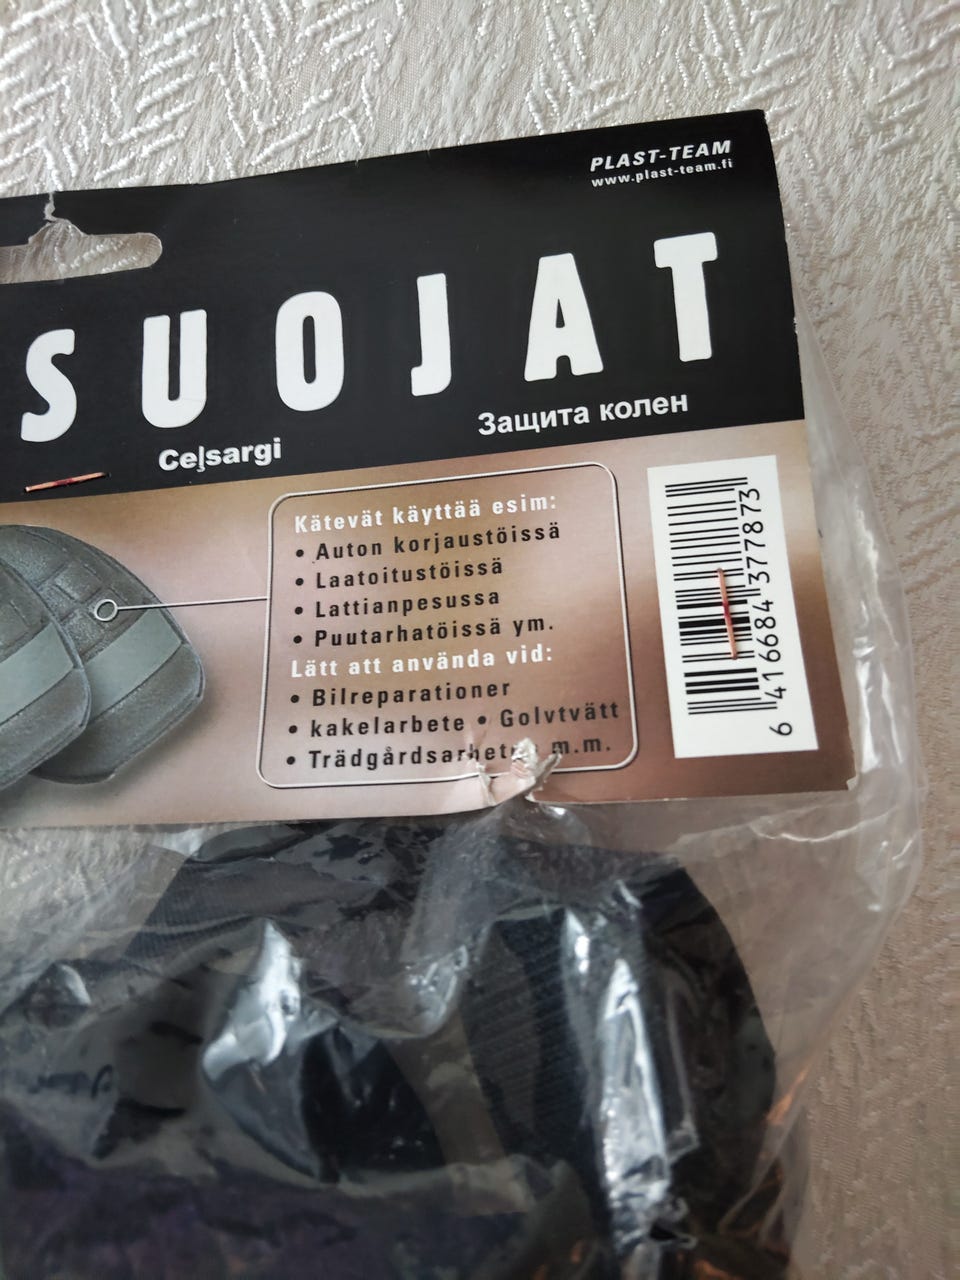 PLAST-TEAM
www.plast-team.fi
SUOJAT
Ceļsargi
Защита колен
Kätevät käyttää esim:
• Auton korjaustöissä
• Laatoitustöissä
• Lattianpesussa
• Puutarhatöissä ym.
Lätt att använda vid:
• Bilreparationer
• kakelarbete • Golvtvätt
• Trädgårdsarbete m.m.
6 416684 377873